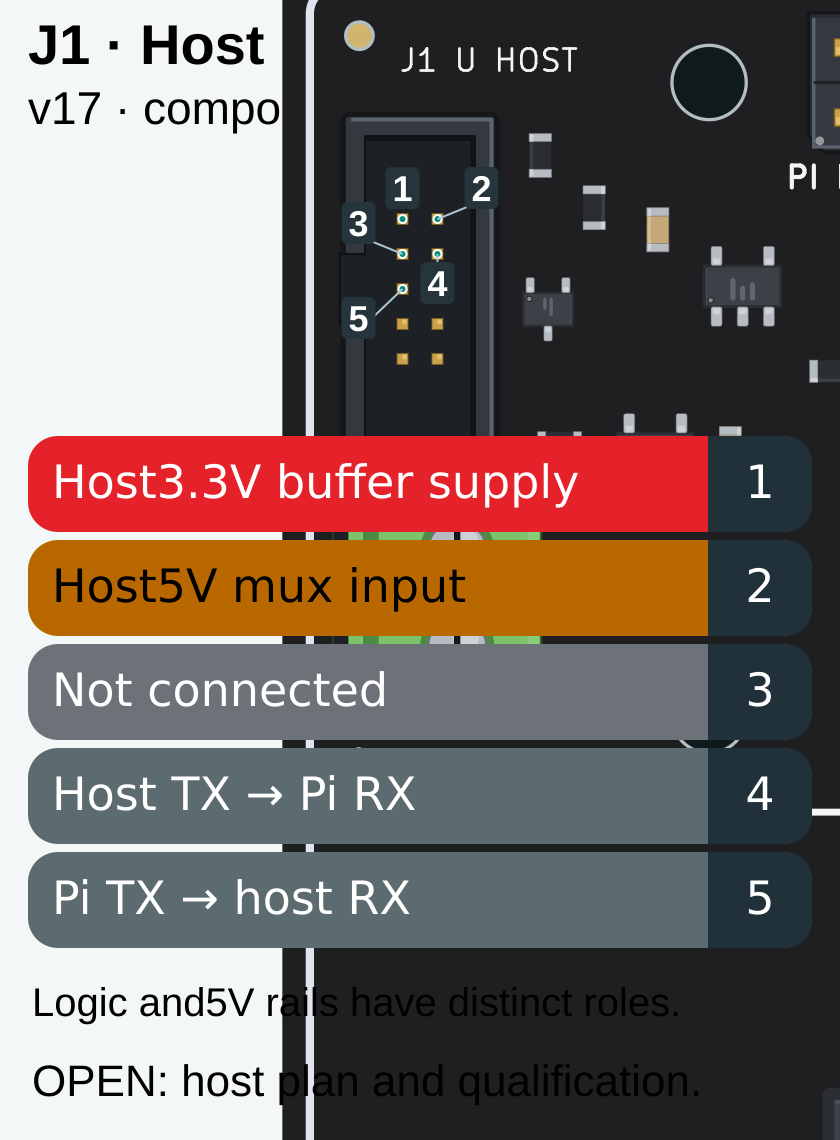 J1 · Host
v17 · compo
J1 U HOST
PI
1
2
3
4
5
Host3.3V buffer supply 1
Host5V mux input 2
Not connected 3
Host TX → Pi RX 4
Pi TX → host RX 5
Logic and5V rails have distinct roles.
OPEN: host plan and qualification.